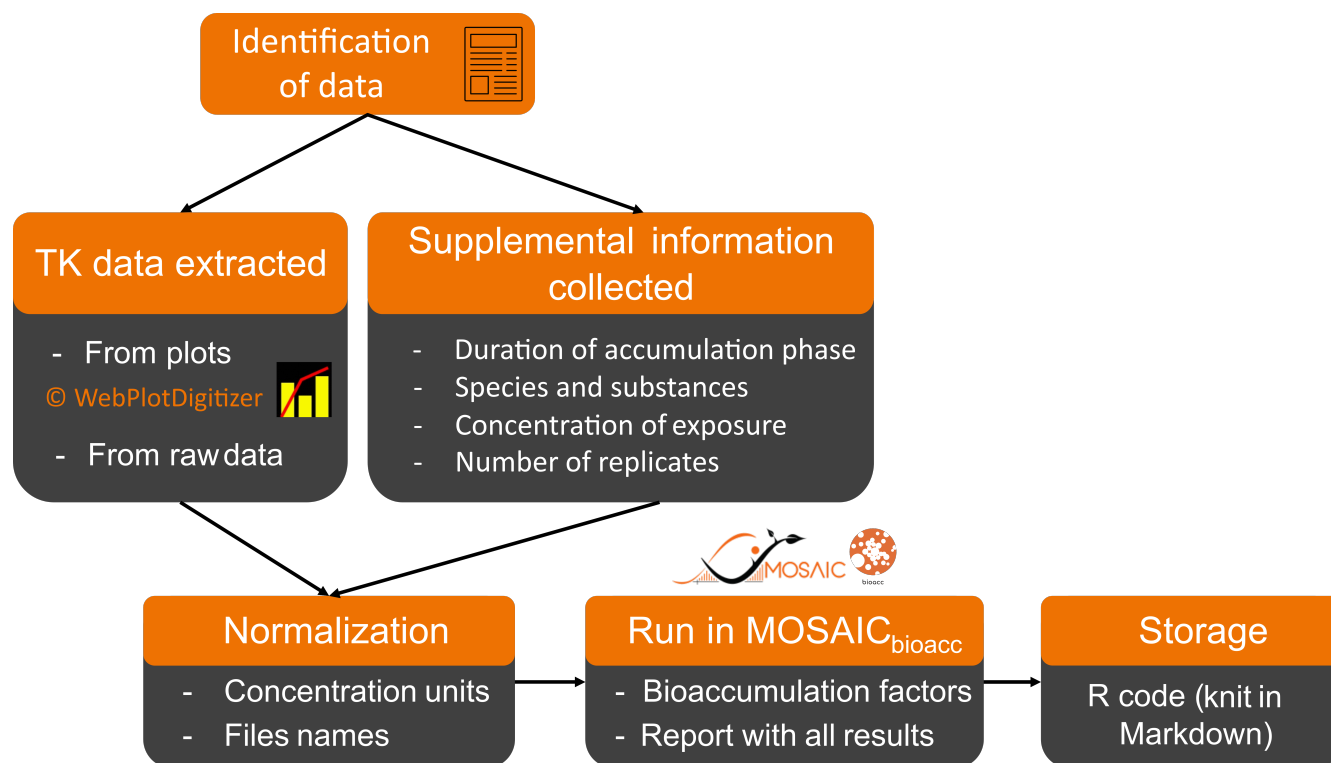 Identification
of data
TK data extracted
- From plots
© WebPlotDigitizer
- From raw data
Supplemental information
collected
- Duration of accumulation phase
- Species and substances
- Concentration of exposure
- Number of replicates
MOSAIC
bioacc
Normalization
- Concentration units
- Files names
Run in MOSAICbioacc
- Bioaccumulation factors
- Report with all results
Storage
R code (knit in
Markdown)